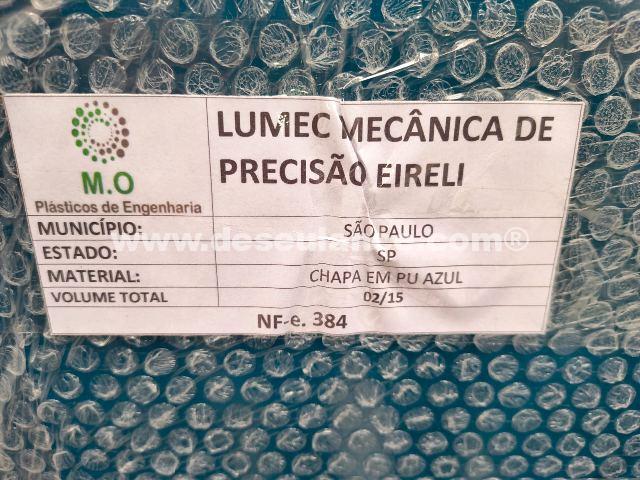 M.O
Plásticos de Engenharia
LUMEC MECÂNICA DE
PRECISÃO EIRELI
MUNICÍPIO: SÃO PAULO
ESTADO: SP
MATERIAL: CHAPA EM PU AZUL
VOLUME TOTAL 02/15
NF-e. 384